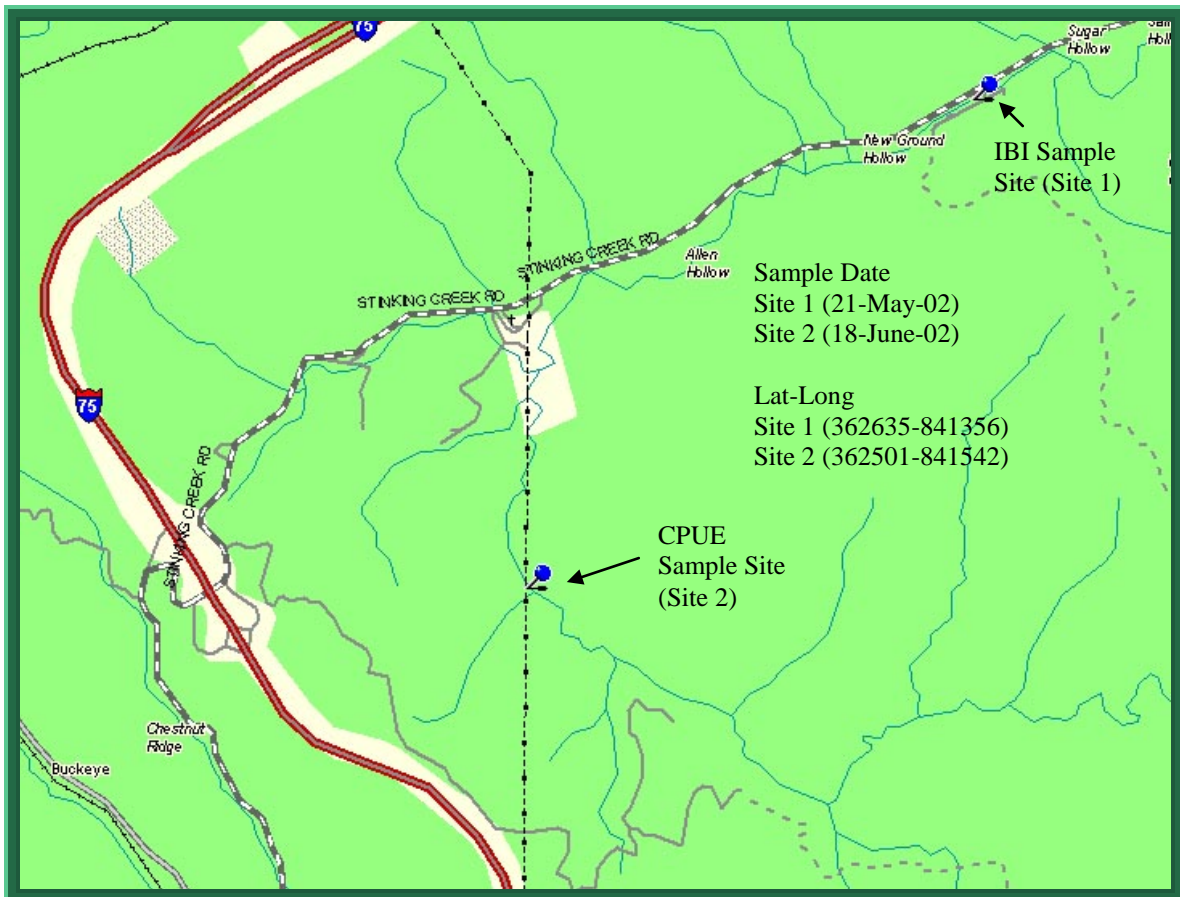 75
Sugar
Hollow
Hollow
IBI Sample
Site (Site 1)
New Ground
Hollow
STINKING CREEK RD
Allen
Hollow
STINKING CREEK RD
Sample Date
Site 1 (21-May-02)
Site 2 (18-June-02)
Lat-Long
Site 1 (362635-841356)
Site 2 (362501-841542)
75
STINKING CREEK RD
CPUE
Sample Site
(Site 2)
Chestnut
Ridge
Buckeye